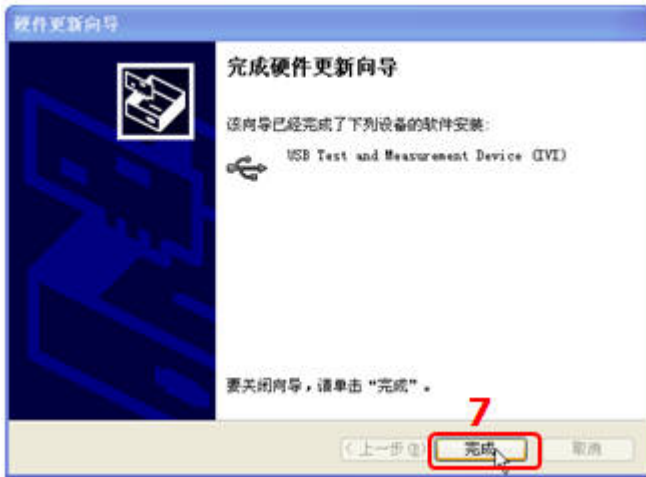 硬件更新向导
完成硬件更新向导
该向导已经完成了下列设备的软件安装:
USB Test and Measurement Device (IVI)
要关闭向导，请单击“完成”。
7
<上一步(B) 完成 取消